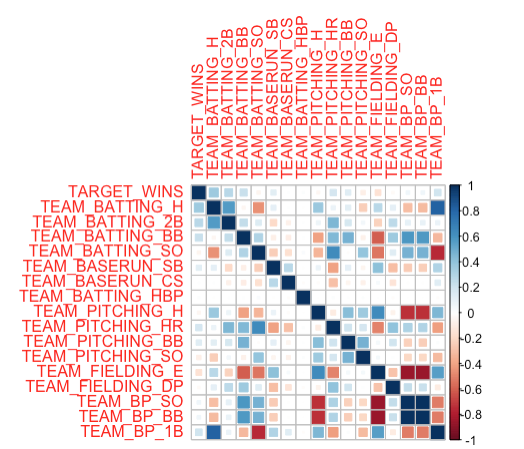 TARGET_WINS
TEAM_BATTING_H
TEAM_BATTING_2B
TEAM_BATTING_BB
TEAM_BATTING_SO
TEAM_BASERUN_SB
TEAM_BASERUN_CS
TEAM_BATTING_HBP
TEAM_PITCHING_H
TEAM_PITCHING_HR
TEAM_PITCHING_BB
TEAM_PITCHING_SO
TEAM_FIELDING_E
TEAM_FIELDING_DP
TEAM_BP_SO
TEAM_BP_BB
TEAM_BP_1B
TARGET_WINS
TEAM_BATTING_H
TEAM_BATTING_2B
TEAM_BATTING_BB
TEAM_BATTING_SO
TEAM_BASERUN_SB
TEAM_BASERUN_CS
TEAM_BATTING_HBP
TEAM_PITCHING_H
TEAM_PITCHING_HR
TEAM_PITCHING_BB
TEAM_PITCHING_SO
TEAM_FIELDING_E
TEAM_FIELDING_DP
TEAM_BP_SO
TEAM_BP_BB
TEAM_BP_1B
1
0.8
0.6
0.4
0.2
0
-0.2
-0.4
-0.6
-0.8
-1